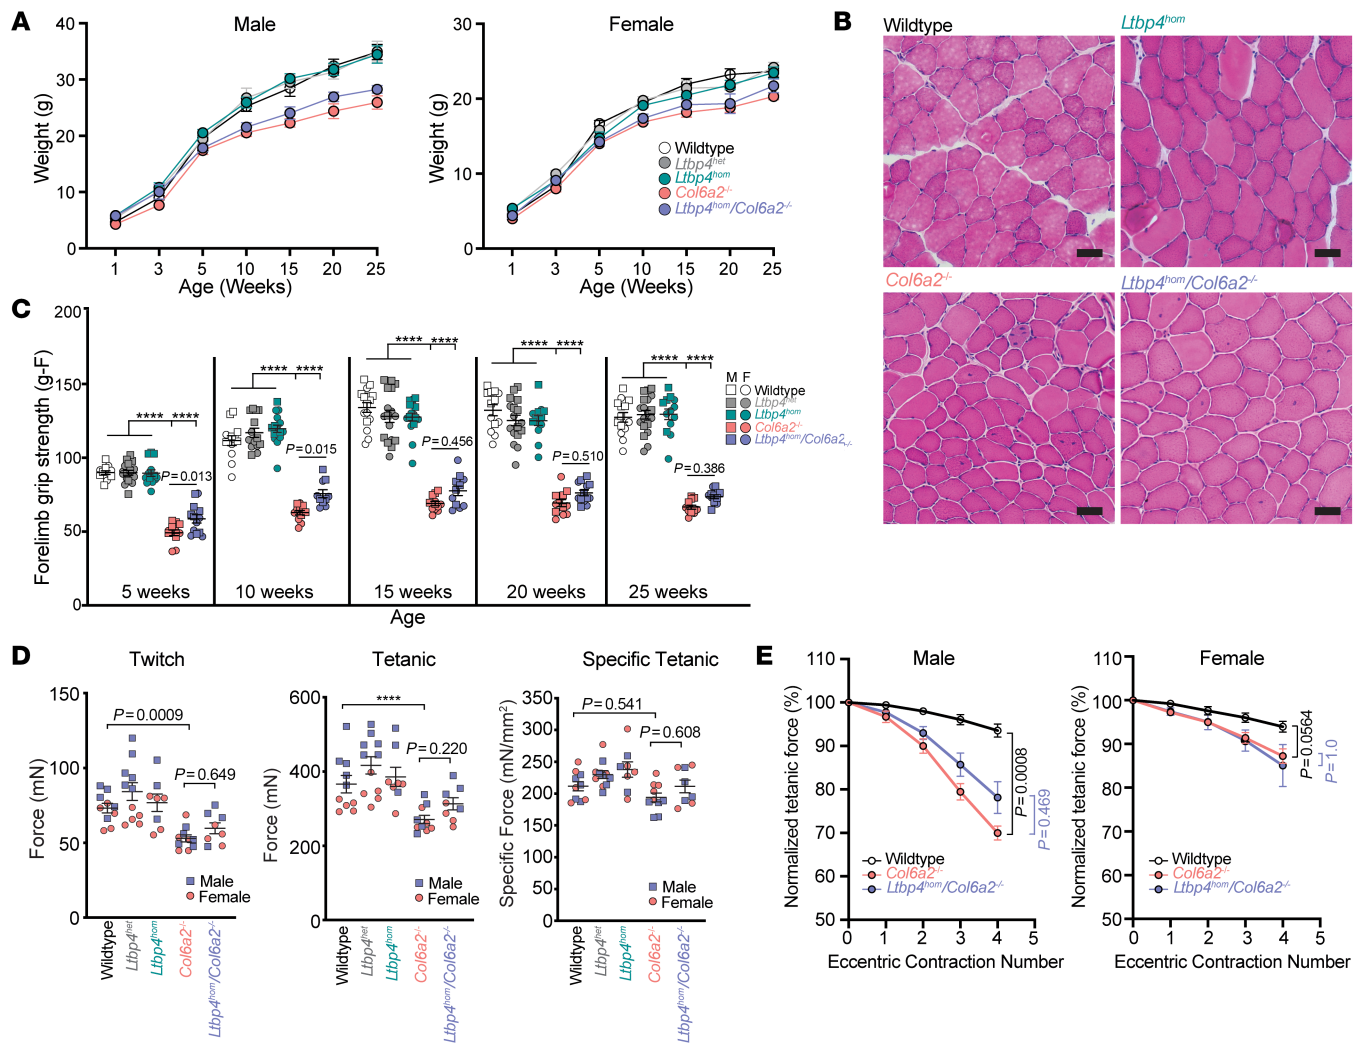 A
Male
Weight (g)
40
30
20
10
0
1 3 5 10 15 20 25
Age (Weeks)
Female
Weight (g)
30
20
10
0
1 3 5 10 15 20 25
Age (Weeks)
Wildtype
Ltbp4het
Ltbp4hom
Col6a2-/-
Ltbp4hom/Col6a2-/-
B
Wildtype
Ltbp4hom
Col6a2-/-
Ltbp4hom/Col6a2-/-
C
Forelimb grip strength (g-F)
200
150
100
50
0
**** ****
P=0.013
5 weeks
**** ****
P=0.015
10 weeks
**** ****
P=0.456
15 weeks
**** ****
P=0.510
20 weeks
**** ****
P=0.386
25 weeks
Age
M F
Wildtype
Ltbp4het
Ltbp4hom
Col6a2-/-
Ltbp4hom/Col6a2-/-
D
Twitch
Force (mN)
150
100
50
0
P=0.0009
P=0.649
Male
Female
Wildtype
Ltbp4het
Ltbp4hom
Col6a2-/-
Ltbp4hom/Col6a2-/-
Tetanic
Force (mN)
600
400
200
0
****
P=0.220
Male
Female
Wildtype
Ltbp4het
Ltbp4hom
Col6a2-/-
Ltbp4hom/Col6a2-/-
Specific Tetanic
Specific Force (mN/mm2)
350
300
250
200
150
100
50
0
P=0.541
P=0.608
Male
Female
Wildtype
Ltbp4het
Ltbp4hom
Col6a2-/-
Ltbp4hom/Col6a2-/-
E
Male
Normalized tetanic force (%)
110
100
90
80
70
60
50
P=0.0008
P=0.469
Wildtype
Col6a2-/-
Ltbp4hom/Col6a2-/-
0 1 2 3 4 5
Eccentric Contraction Number
Female
Normalized tetanic force (%)
110
100
90
80
70
60
50
P=0.0564
P=1.0
Wildtype
Col6a2-/-
Ltbp4hom/Col6a2-/-
0 1 2 3 4 5
Eccentric Contraction Number